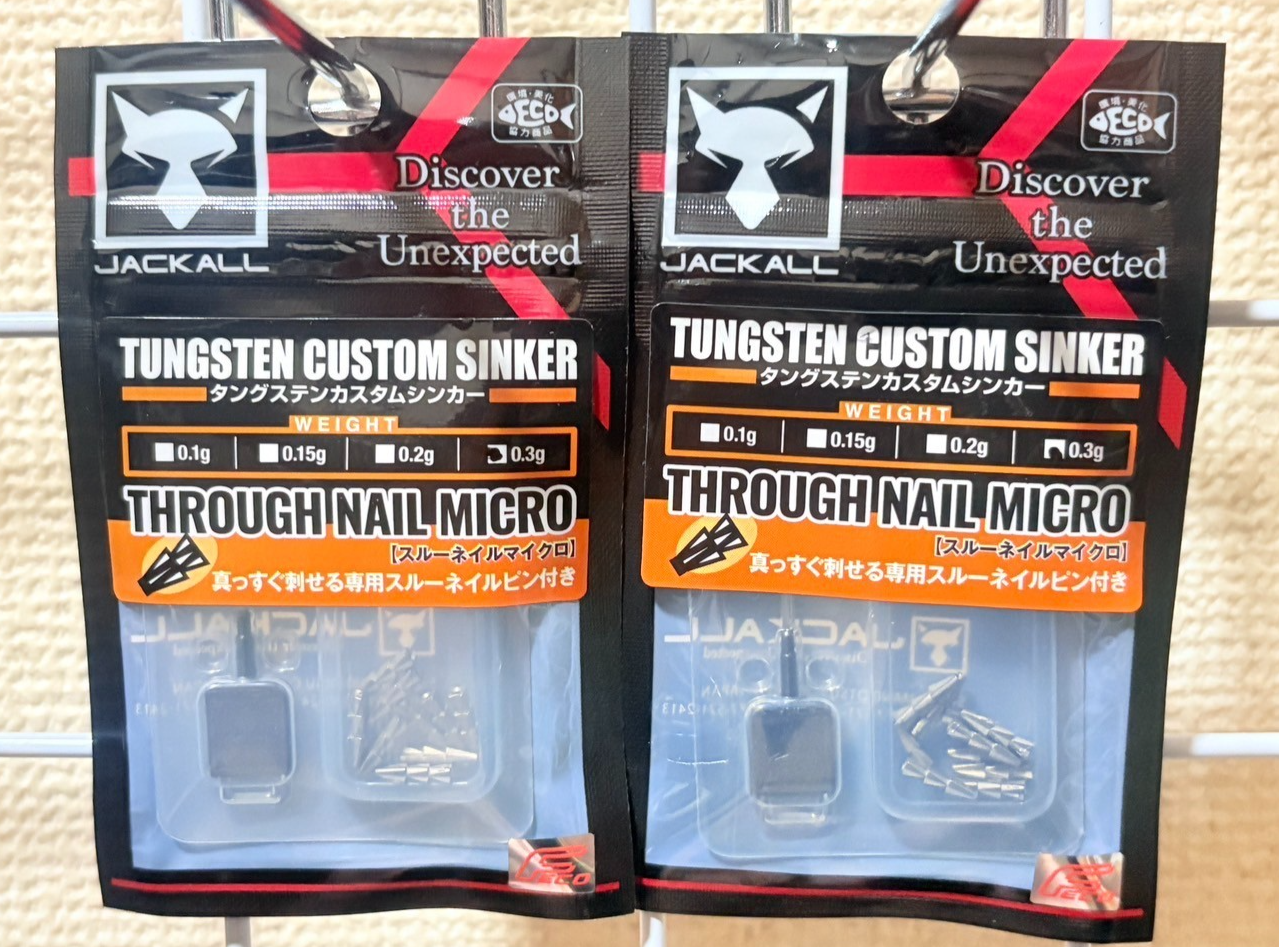 環境・美化
ECO
協力商品
Discover
the
Unexpected
JACKALL
TUNGSTEN CUSTOM SINKER
タングステンカスタムシンカー
WEIGHT
0.1g 0.15g 0.2g 0.3g
THROUGH NAIL MICRO
【スルーネイルマイクロ】
真っすぐ刺せる専用スルーネイルピン付き
JACKALL
環境・美化
ECO
協力商品
Discover
the
Unexpected
JACKALL
TUNGSTEN CUSTOM SINKER
タングステンカスタムシンカー
WEIGHT
0.1g 0.15g 0.2g 0.3g
THROUGH NAIL MICRO
【スルーネイルマイクロ】
真っすぐ刺せる専用スルーネイルピン付き
JACKALL